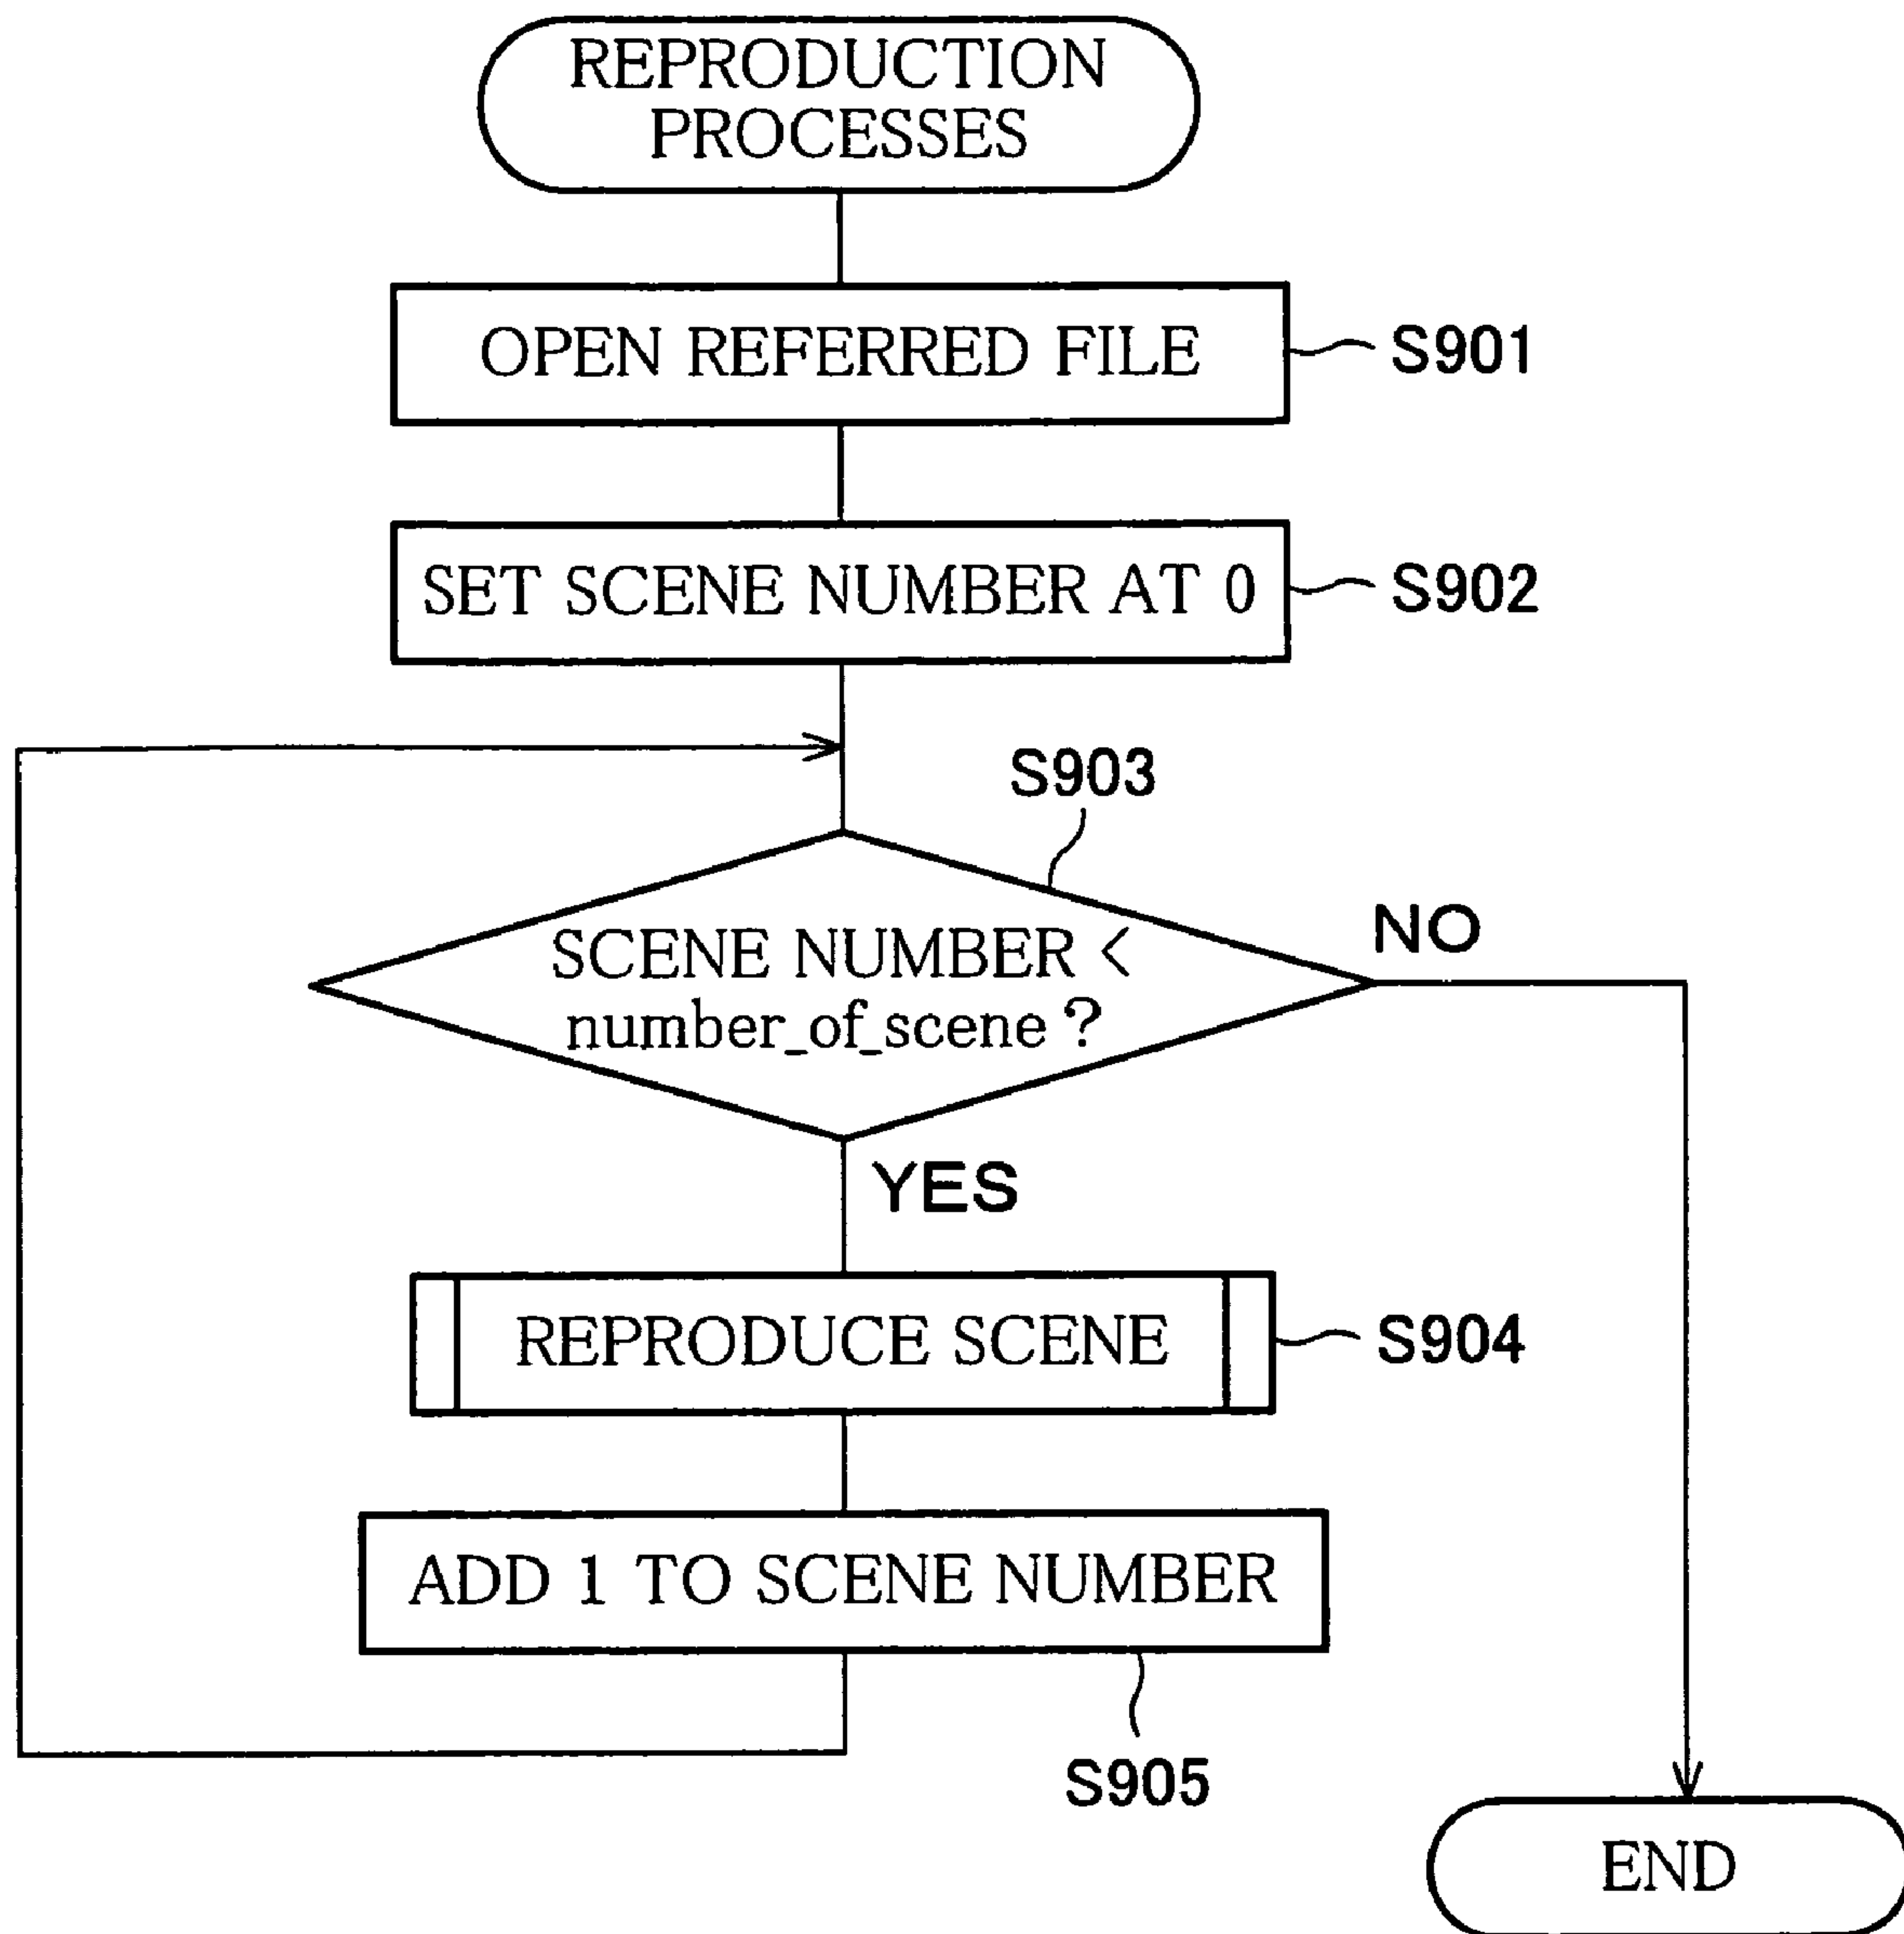 REPRODUCTION
PROCESSES
OPEN REFERRED FILE
S901
SET SCENE NUMBER AT 0
S902
S903
SCENE NUMBER <
number_of_scene ?
NO
YES
REPRODUCE SCENE
S904
ADD 1 TO SCENE NUMBER
S905
END